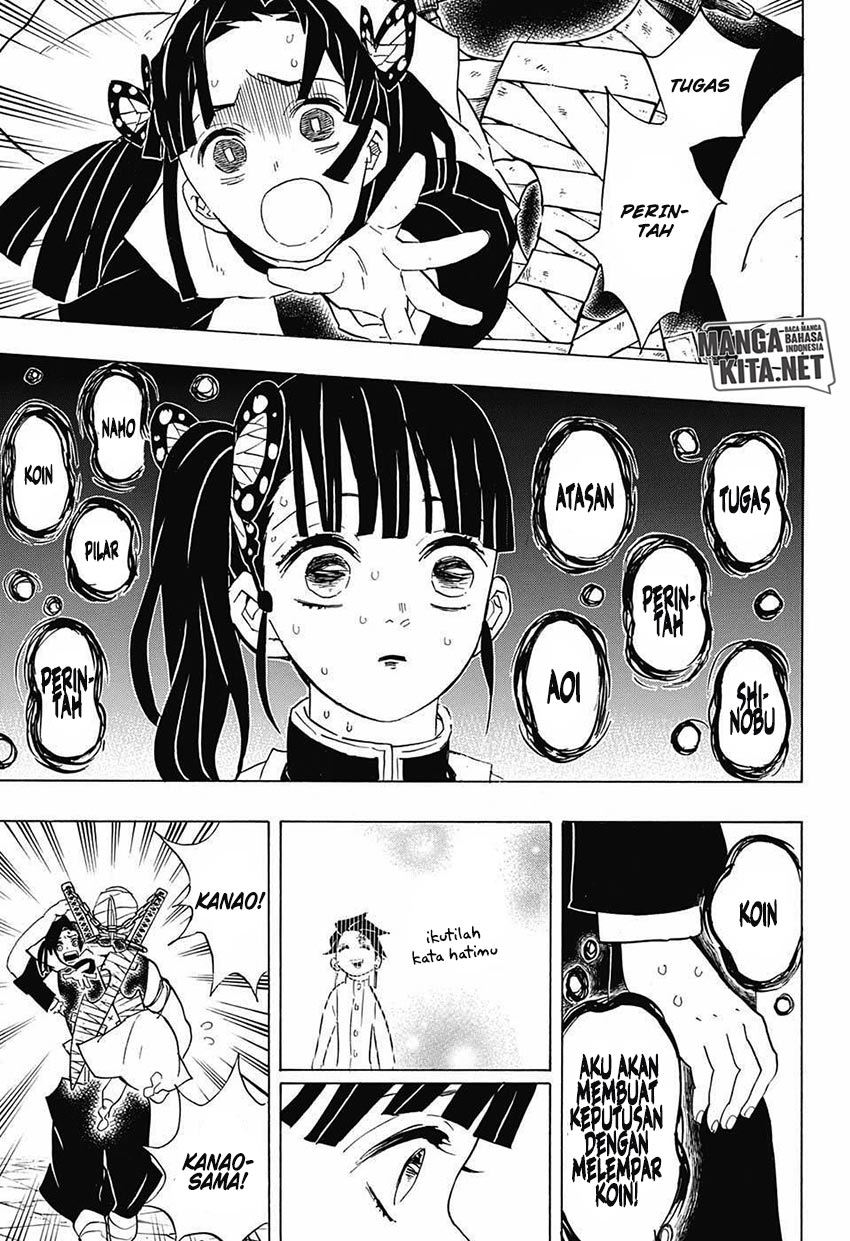 TUGAS
PERIN-
TAH
MANGA
KITA.NET
BACA MANGA
BAHASA
INDONESIA
TUGAS
ATASAN
PERIN-
TAH
SHI-
NOBU
AOI
NAHO
KOIN
PILAR
PERIN-
TAH
KOIN
AKU AKAN
MEMBUAT
KEPUTUSAN
DENGAN
MELEMPAR
KOIN!
ikutilah
kata hatimu
KANAO!
KANAO-
SAMA!